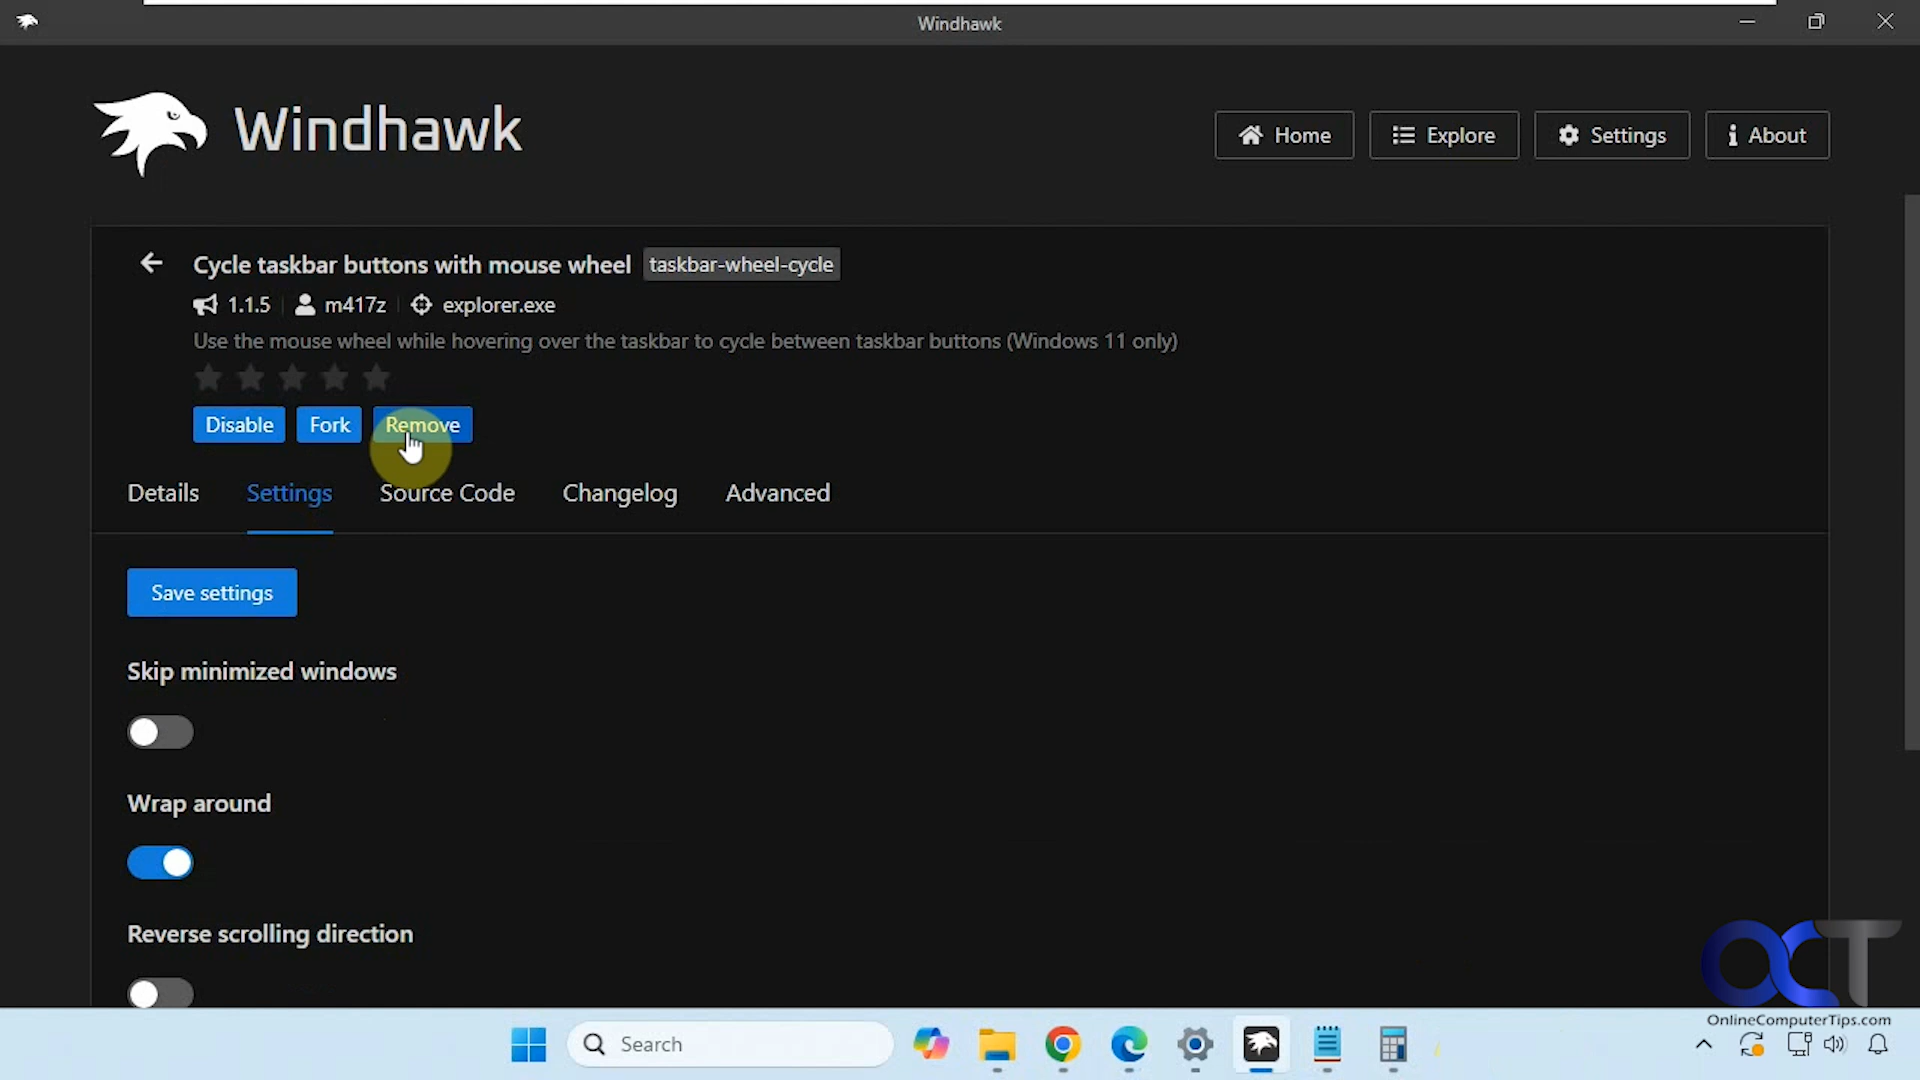 Windhawk
Windhawk
Home
Explore
Settings
About
Cycle taskbar buttons with mouse wheel taskbar-wheel-cycle
1.1.5 m417z explorer.exe
Use the mouse wheel while hovering over the taskbar to cycle between taskbar buttons (Windows 11 only)
Disable Fork Remove
Details Settings Source Code Changelog Advanced
Save settings
Skip minimized windows
Wrap around
Reverse scrolling direction
OCT
OnlineComputerTips.com
Search